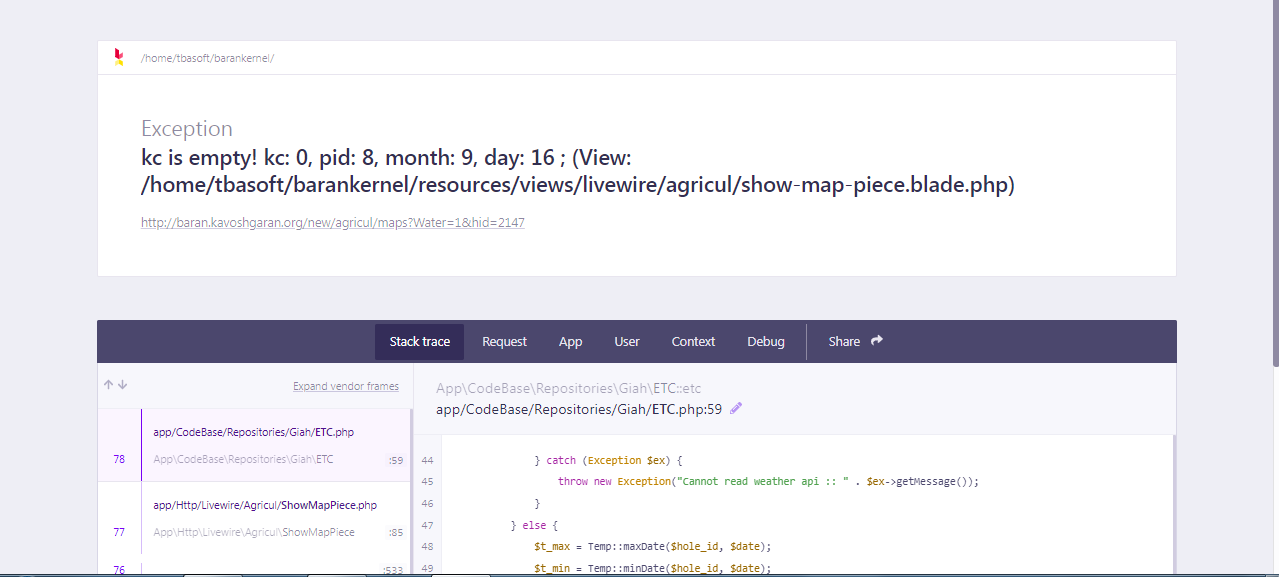 /home/tbasoft/barankernel/
Exception
kc is empty! kc: 0, pid: 8, month: 9, day: 16 ; (View:
/home/tbasoft/barankernel/resources/views/livewire/agricul/show-map-piece.blade.php)
http://baran.kavoshgaran.org/new/agricul/maps?Water=1&hid=2147
Stack trace Request App User Context Debug Share
Expand vendor frames
App\CodeBase\Repositories\Giah\ETC::etc
app/CodeBase/Repositories/Giah/ETC.php:59
app/CodeBase/Repositories/Giah/ETC.php
78 App\CodeBase\Repositories\Giah\ETC :59
app/Http/Livewire/Agricul/ShowMapPiece.php
77 App\Http\Livewire\Agricul\ShowMapPiece :85
76 :533
44 } catch (Exception $ex) {
45 throw new Exception("Cannot read weather api :: " . $ex->getMessage());
46 }
47 } else {
48 $t_max = Temp::maxDate($hole_id, $date);
49 $t_min = Temp::minDate($hole_id, $date);